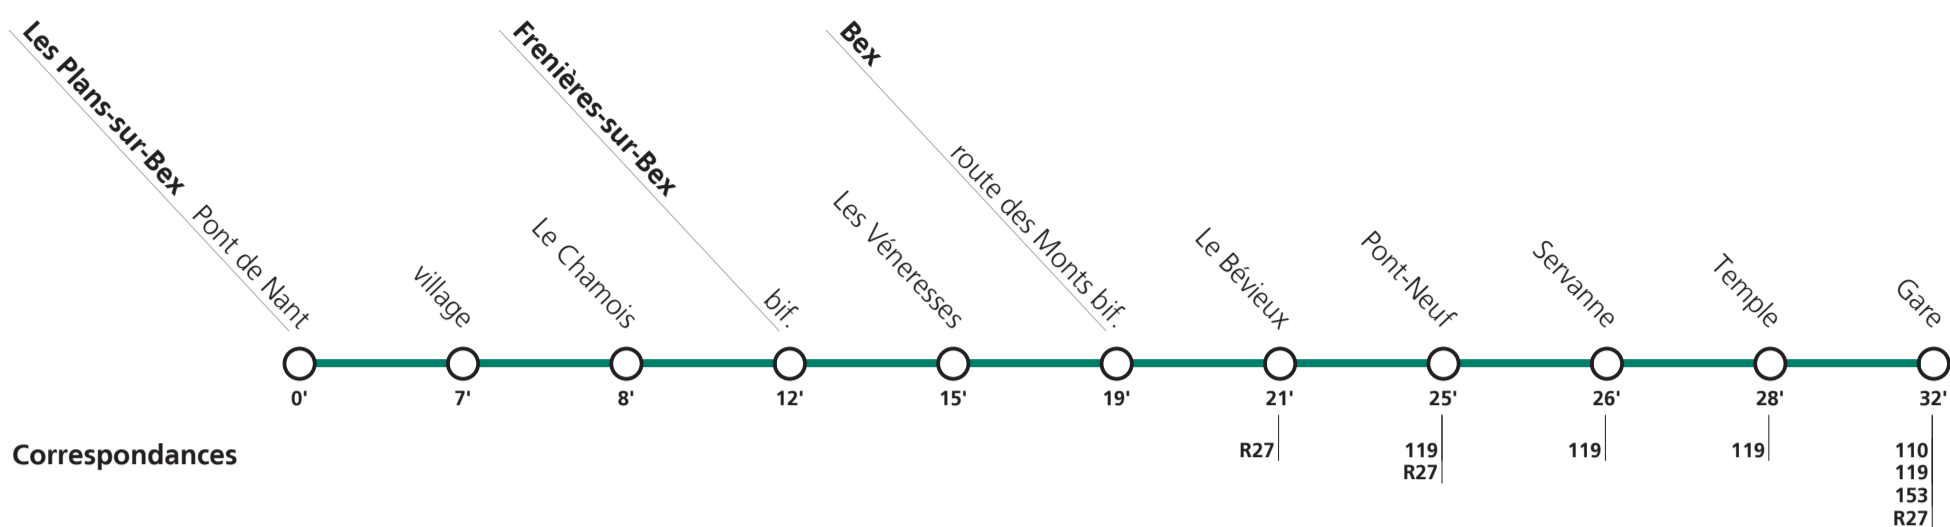 Les Plans-sur-Bex Pont de Nant
village
Le Chamois
Frenières-sur-Bex bif.
Les Véneresses
Bex route des Monts bif.
Le Bévieux
Pont-Neuf
Servanne
Temple
Gare
0' 7' 8' 12' 15' 19' 21' 25' 26' 28' 32'
Correspondances
R27
119
R27
119
119
110
119
153
R27